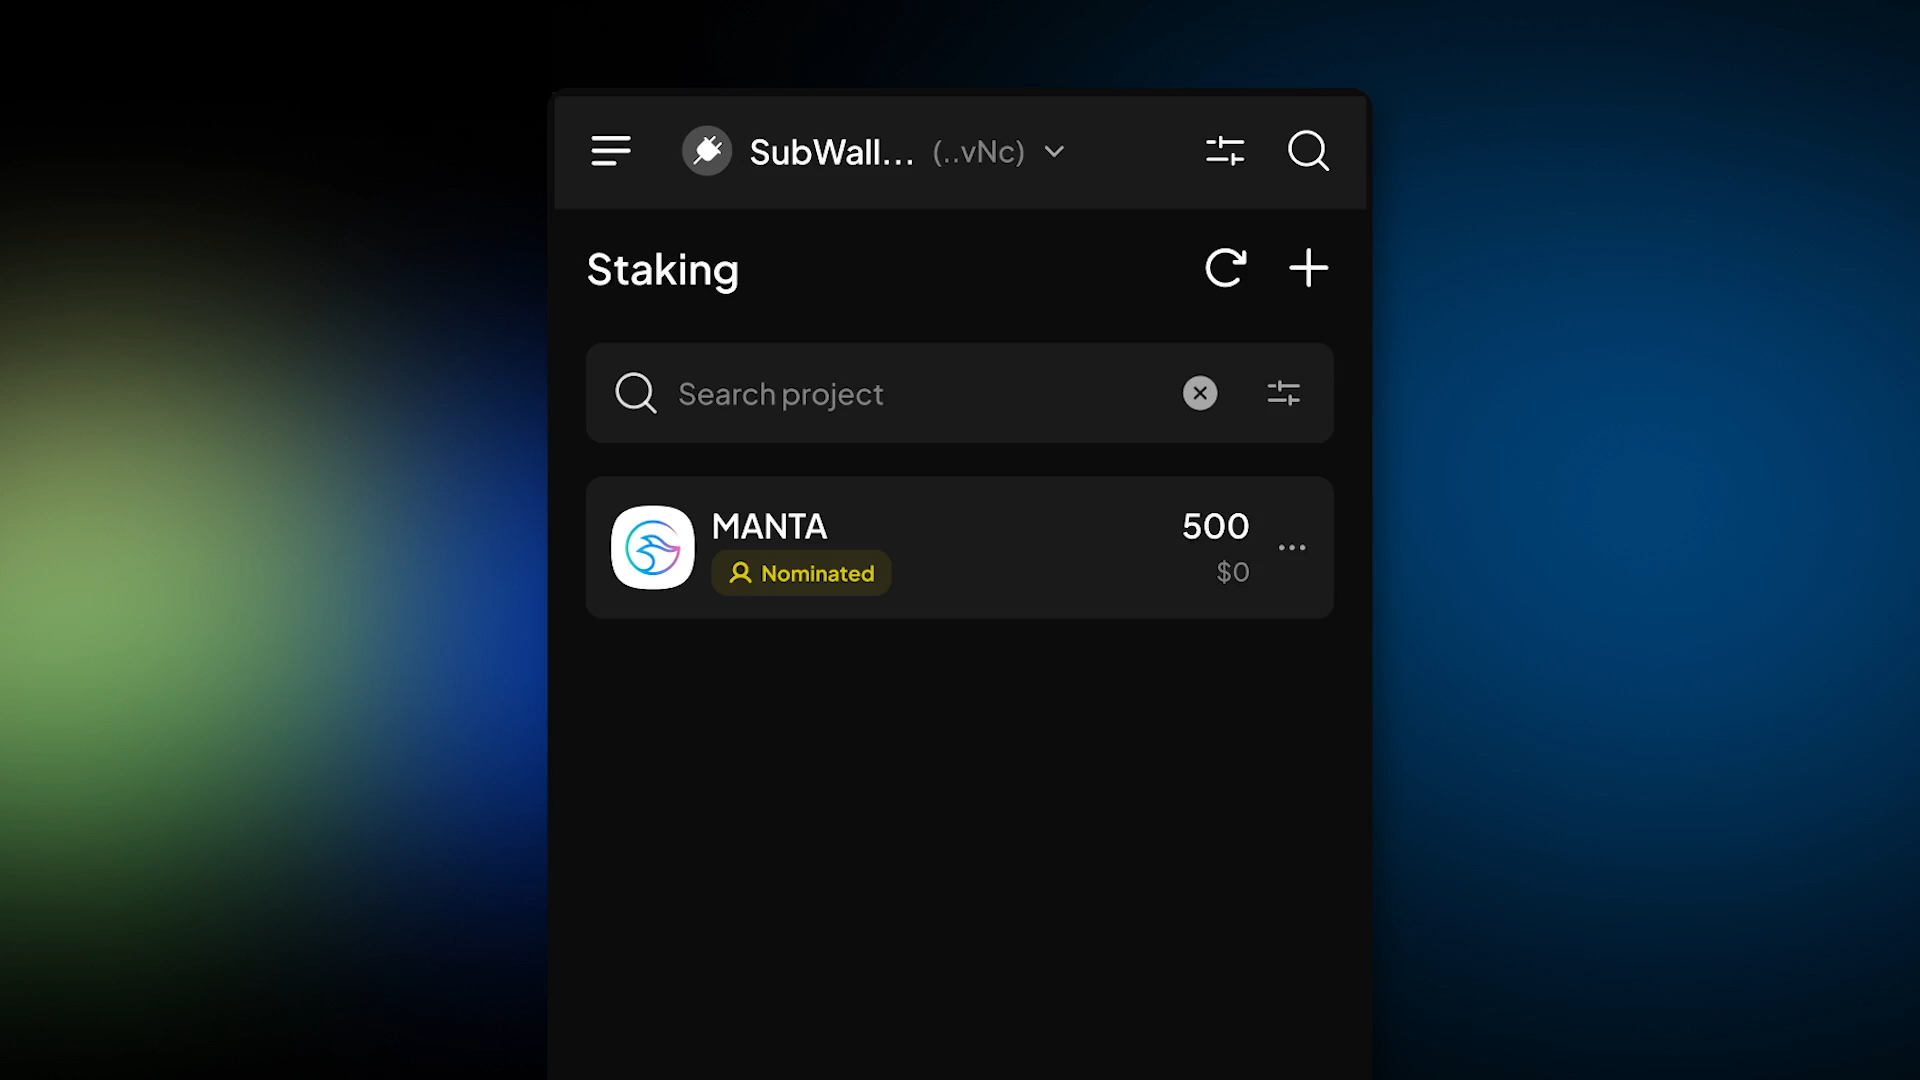 SubWall... (..vNc)
Staking
Search project
MANTA
500
Nominated
$0